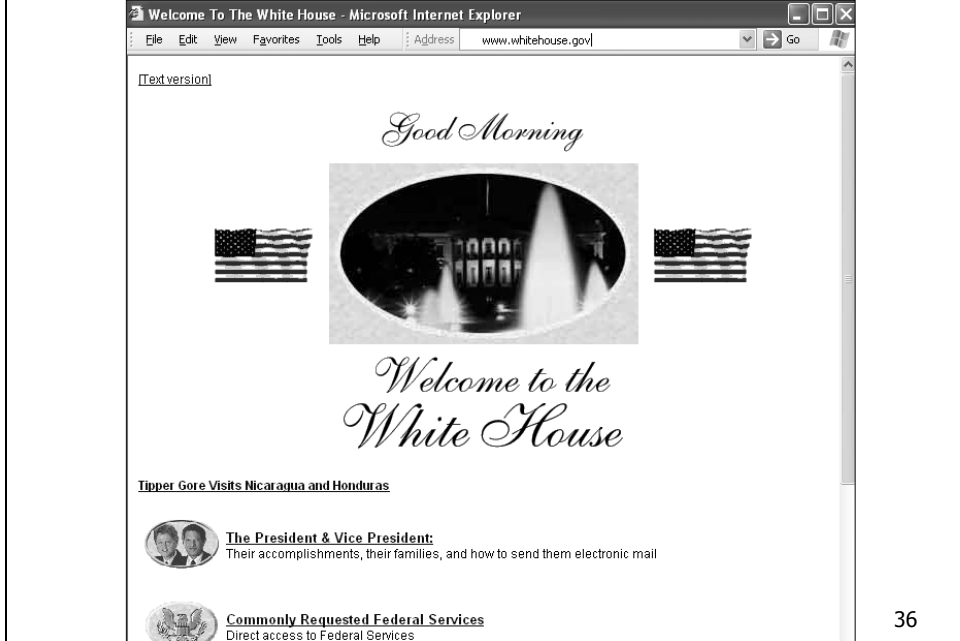 Welcome To The White House - Microsoft Internet Explorer
File Edit View Favorites Tools Help Address www.whitehouse.gov Go
[Text version]
Good Morning
Welcome to the
White House
Tipper Gore Visits Nicaragua and Honduras
The President & Vice President:
Their accomplishments, their families, and how to send them electronic mail
Commonly Requested Federal Services
Direct access to Federal Services
36